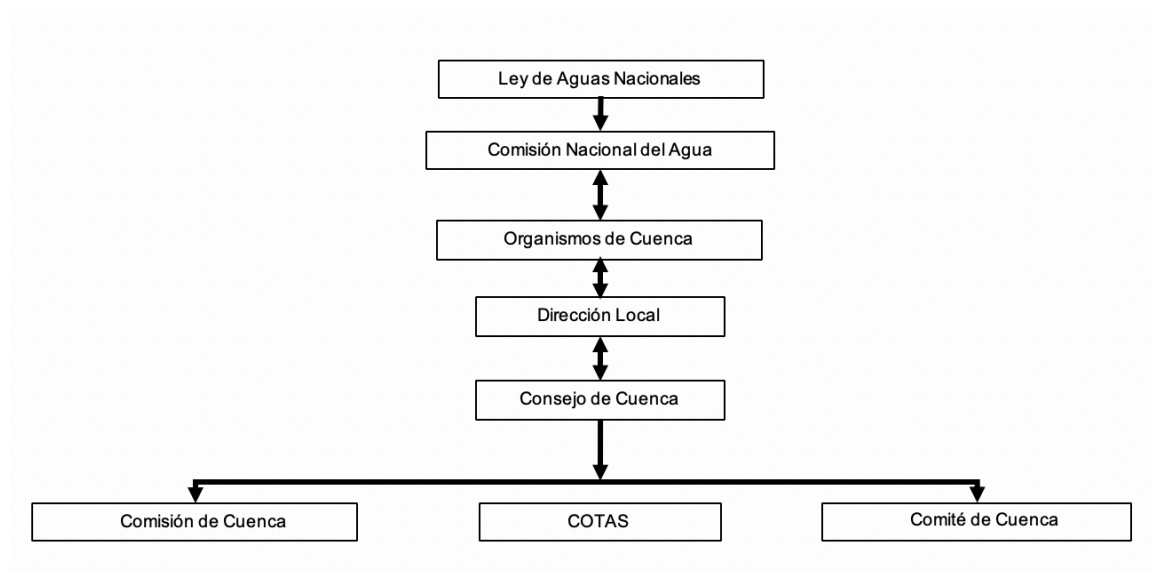 Ley de Aguas Nacionales
Comisión Nacional del Agua
Organismos de Cuenca
Dirección Local
Consejo de Cuenca
Comisión de Cuenca
COTAS
Comité de Cuenca